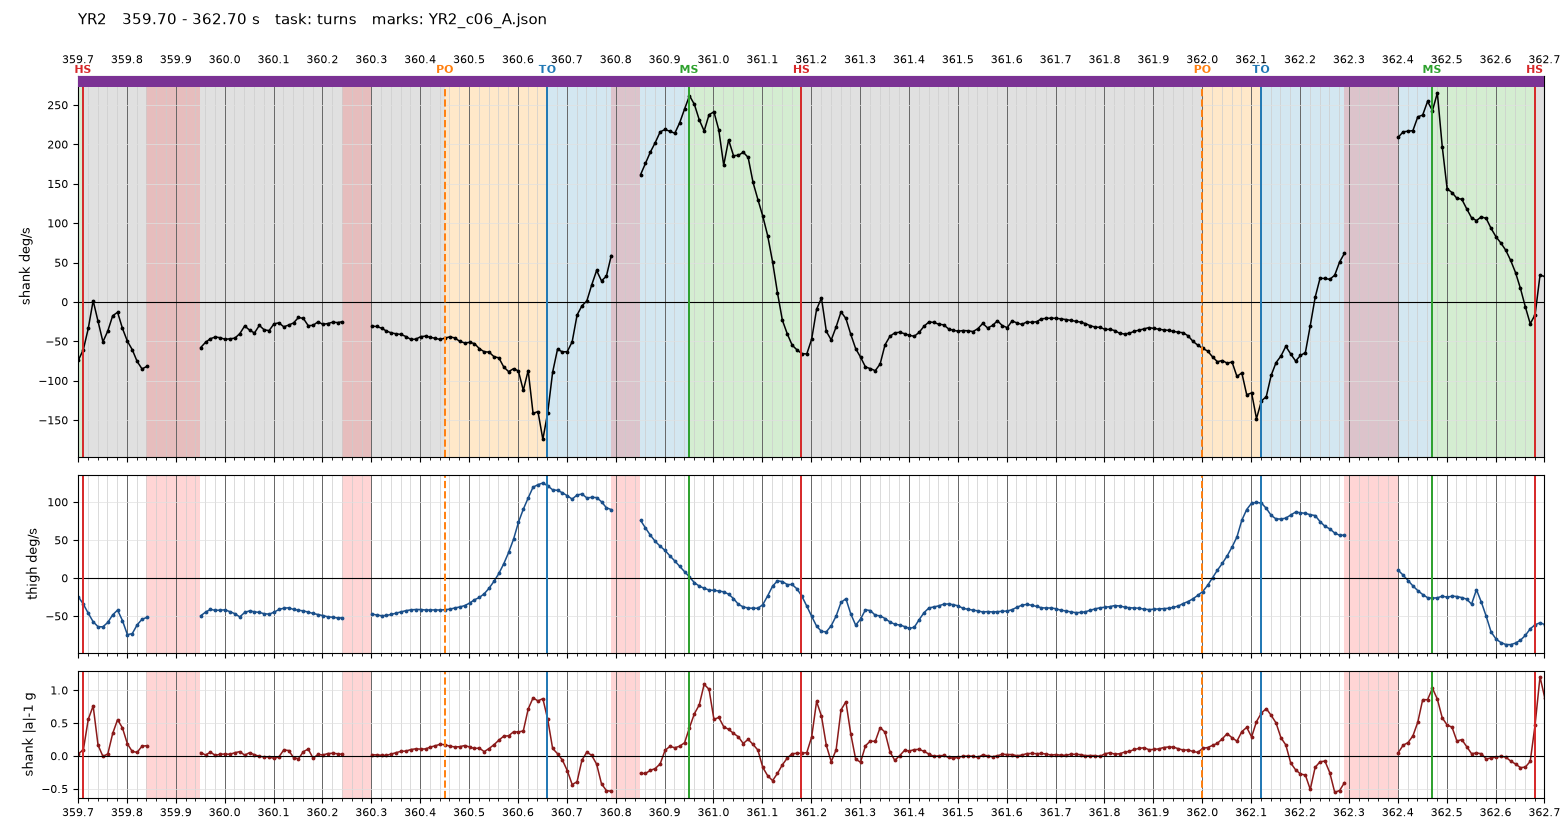 YR2 359.70 - 362.70 s task: turns marks: YR2_c06_A.json
359.7 359.8 359.9 360.0 360.1 360.2 360.3 360.4 360.5 360.6 360.7 360.8 360.9 361.0 361.1 361.2 361.3 361.4 361.5 361.6 361.7 361.8 361.9 362.0 362.1 362.2 362.3 362.4 362.5 362.6 362.7
HS PO TO MS HS PO TO MS HS
250
200
150
100
50
0
−50
−100
−150
shank deg/s
100
50
0
−50
thigh deg/s
1.0
0.5
0.0
−0.5
shank |a|-1 g
359.7 359.8 359.9 360.0 360.1 360.2 360.3 360.4 360.5 360.6 360.7 360.8 360.9 361.0 361.1 361.2 361.3 361.4 361.5 361.6 361.7 361.8 361.9 362.0 362.1 362.2 362.3 362.4 362.5 362.6 362.7